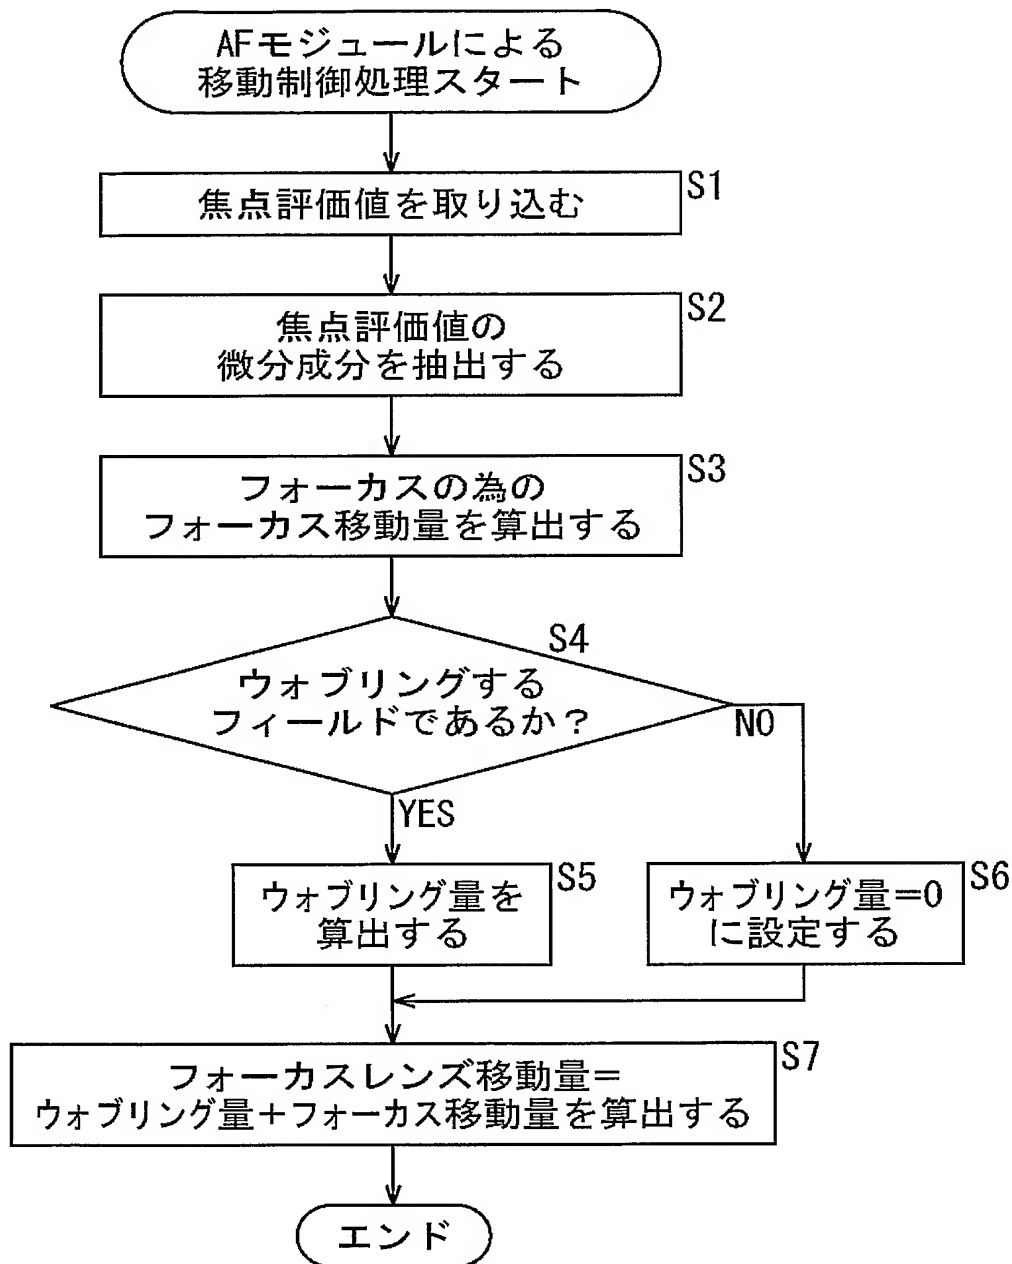 AFモジュールによる
移動制御処理スタート
焦点評価値を取り込む
S1
焦点評価値の
微分成分を抽出する
S2
フォーカスの為の
フォーカス移動量を算出する
S3
S4
ウォブリングする
フィールドであるか？
NO
YES
ウォブリング量を
算出する
S5
ウォブリング量=0
に設定する
S6
フォーカスレンズ移動量=
ウォブリング量+フォーカス移動量を算出する
S7
エンド